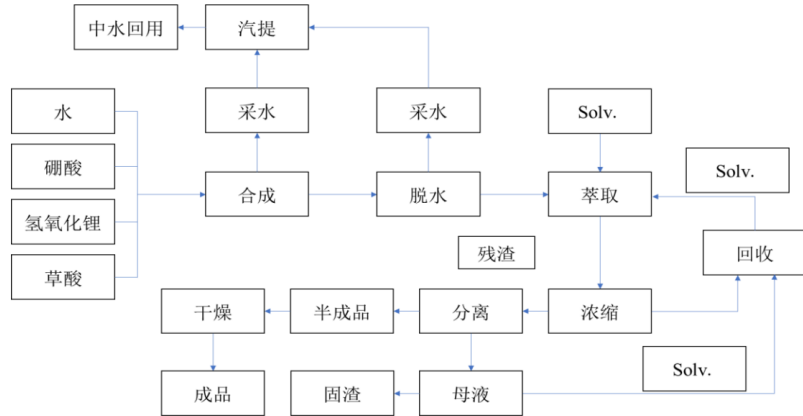 中水回用
汽提
水
采水
采水
Solv.
硼酸
Solv.
合成
脱水
萃取
氢氧化锂
残渣
回收
草酸
干燥
半成品
分离
浓缩
成品
固渣
母液
Solv.